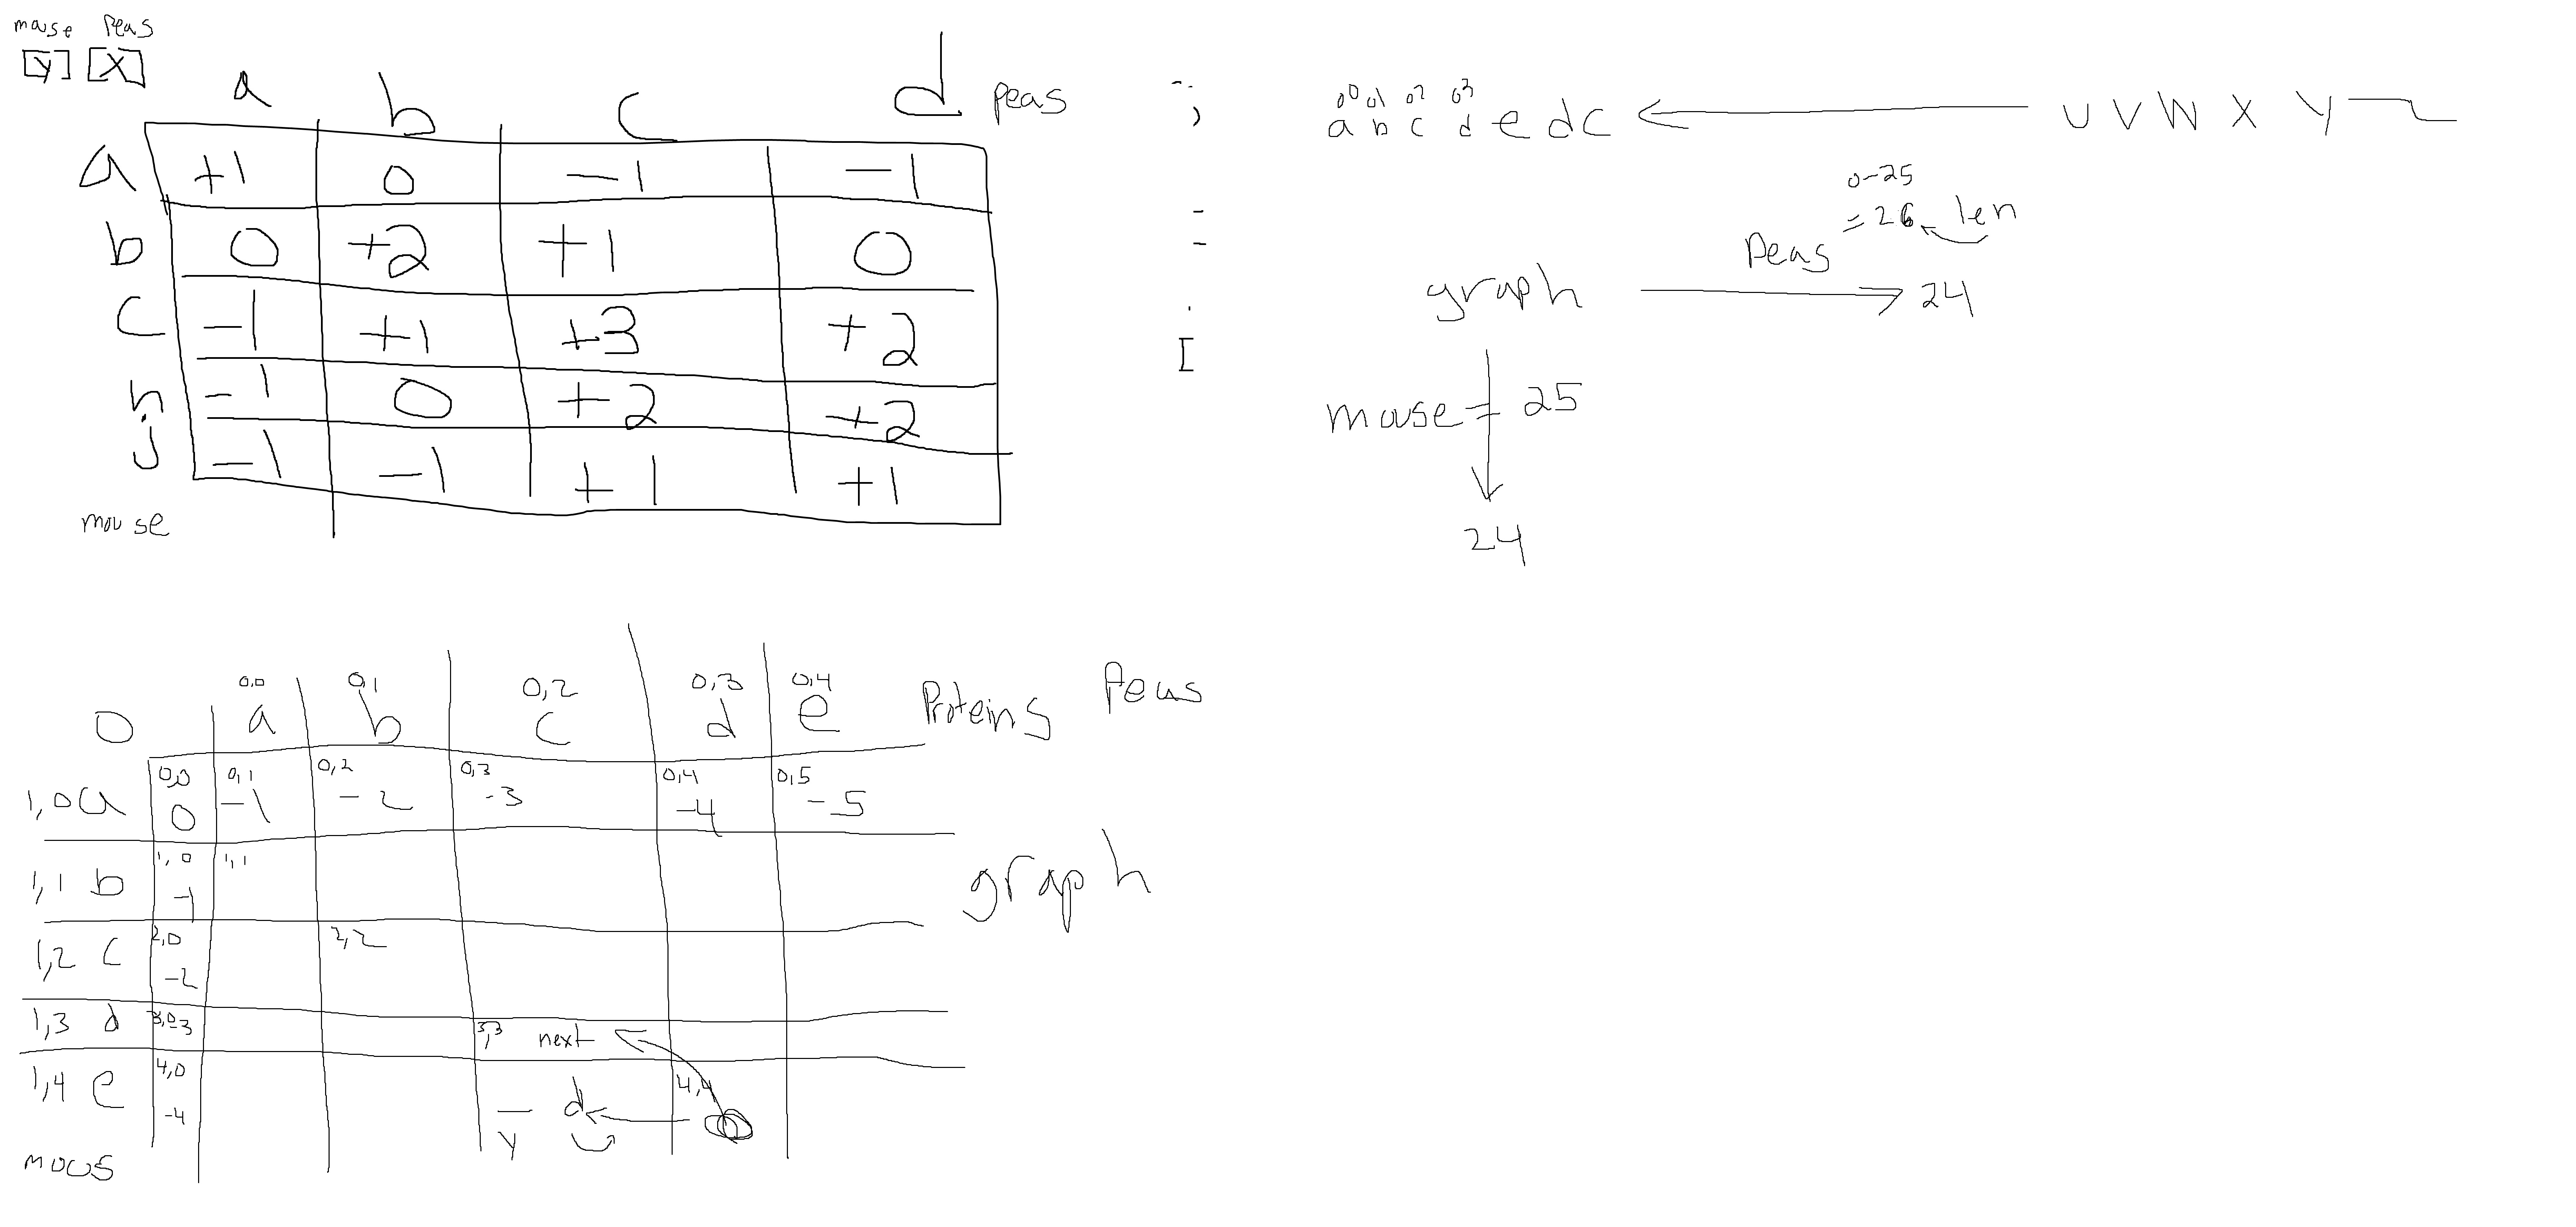 mouse Peas
[y] [X]
a b c d peas
a +1 0 -1 -1
b 0 +2 +1 0
c -1 +1 +3 +2
h -1 0 +2 +2
j -1 -1 +1 +1
mouse
00 01 02 03
a b c d e d c U V W X Y Z
0-25
=26 len
Peas
graph 24
mouse = 25
24
0,0 0,1 0,2 0,3 0,4
0 a b c d e Proteins Peas
0,0 0,1 0,2 0,3 0,4 0,5
1,0 a 0 -1 -2 -3 -4 -5
1,0 1,1
1,1 b -1
graph
2,0 2,2
1,2 c -2
1,3 d 3,0 -3 3,3 next
4,0 4,4
1,4 e -4 d
y
mous